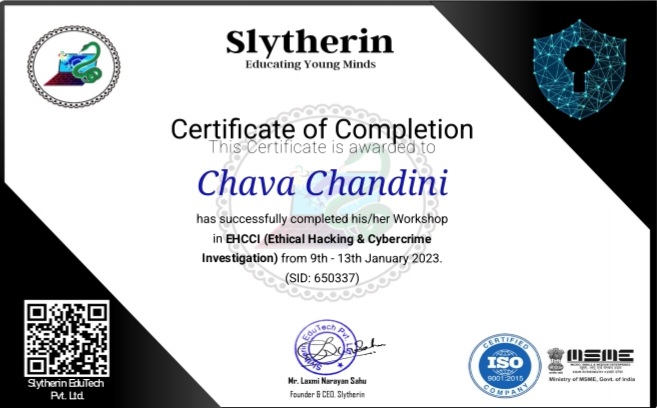 Slytherin
Educating Young Minds
Certificate of Completion
This Certificate is awarded to
Chava Chandini
has successfully completed his/her Workshop
in EHCCI (Ethical Hacking & Cybercrime
Investigation) from 9th - 13th January 2023.
(SID: 650337)
Slytherin EduTech
Pvt. Ltd.
EduTech Pvt.
Mr. Laxmi Narayan Sahu
Founder & CEO, Slytherin
CERTIFIED
ISO
9001:2015
COMPANY
MSME
Ministry of MSME, Govt. of India